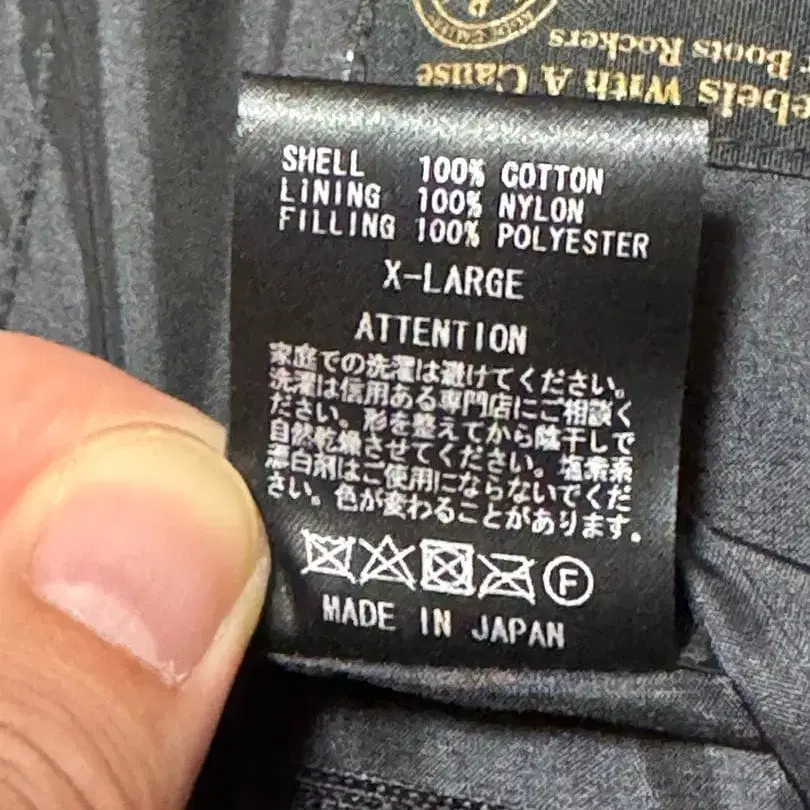 Boots Rockers
With A Cause
SHELL 100% COTTON
LINING 100% NYLON
FILLING 100% POLYESTER
X-LARGE
ATTENTION
家庭での洗濯は避けてください。
洗濯は信用ある専門店にご相談く
ださい。形を整えてから陰干しで
自然乾燥させてください。塩素系
漂白剤はご使用にならないでくだ
さい。色が変わることがあります。
F
MADE IN JAPAN